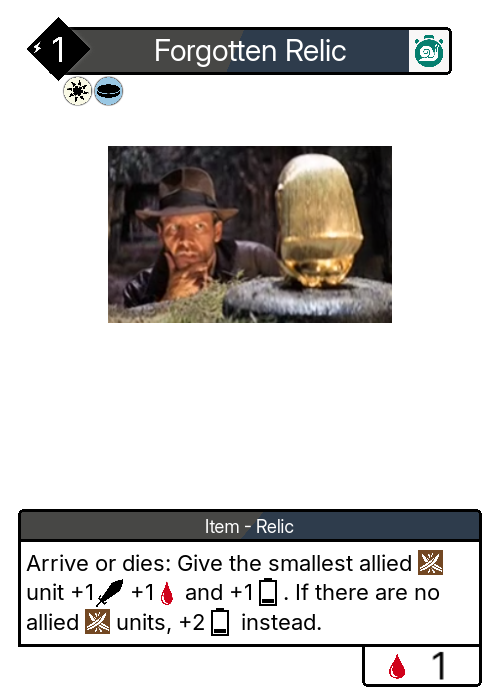 1 Forgotten Relic
Item - Relic
Arrive or dies: Give the smallest allied
unit +1 +1 and +1 . If there are no
allied units, +2 instead.
1